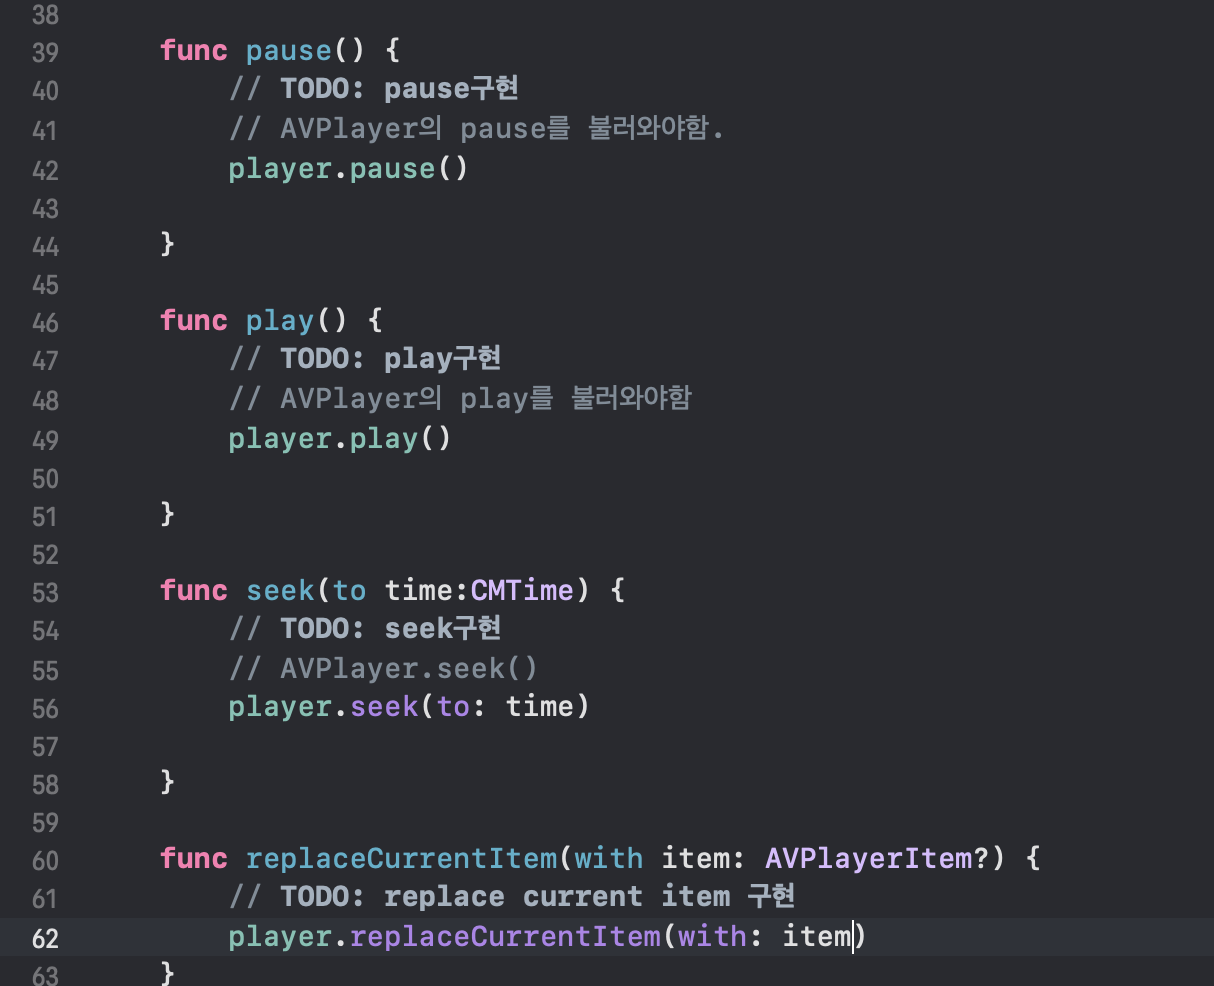 38
39 func pause() {
40 // TODO: pause구현
41 // AVPlayer의 pause를 불러와야함.
42 player.pause()
43
44 }
45
46 func play() {
47 // TODO: play구현
48 // AVPlayer의 play를 불러와야함
49 player.play()
50
51 }
52
53 func seek(to time:CMTime) {
54 // TODO: seek구현
55 // AVPlayer.seek()
56 player.seek(to: time)
57
58 }
59
60 func replaceCurrentItem(with item: AVPlayerItem?) {
61 // TODO: replace current item 구현
62 player.replaceCurrentItem(with: item)
63 }